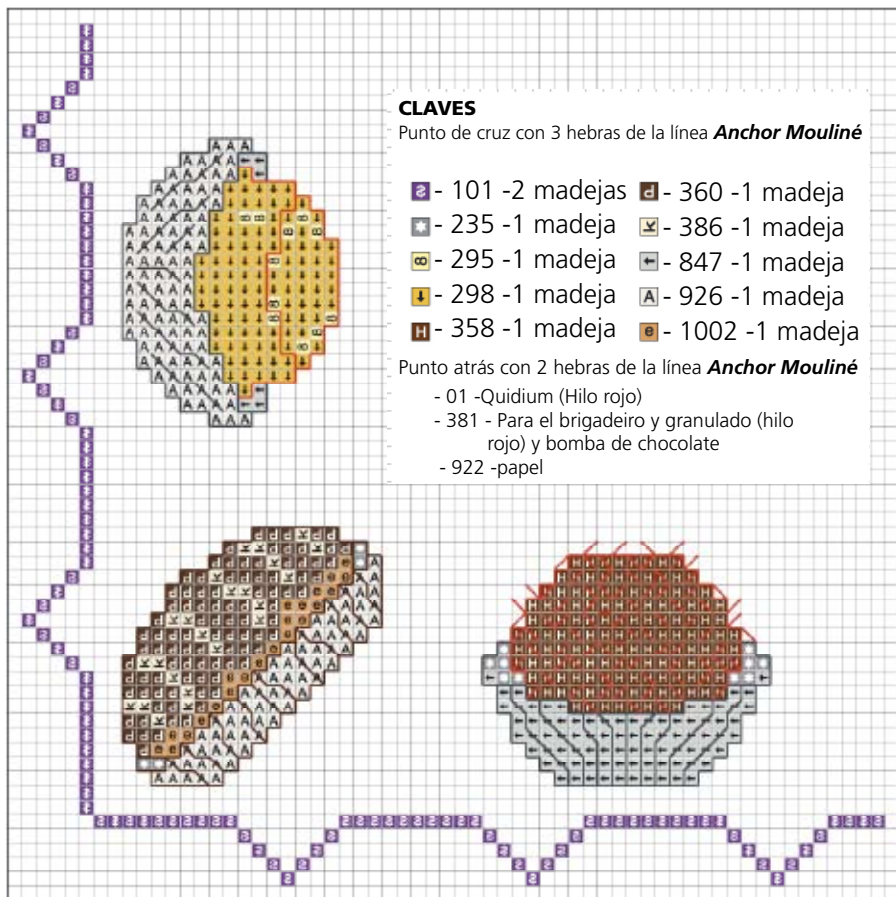 CLAVES
Punto de cruz con 3 hebras de la línea Anchor Mouliné
- 101 -2 madejas
- 235 -1 madeja
- 295 -1 madeja
- 298 -1 madeja
- 358 -1 madeja
- 360 -1 madeja
- 386 -1 madeja
- 847 -1 madeja
- 926 -1 madeja
- 1002 -1 madeja
Punto atrás con 2 hebras de la línea Anchor Mouliné
- 01 -Quidium (Hilo rojo)
- 381 - Para el brigadeiro y granulado (hilo
rojo) y bomba de chocolate
- 922 -papel